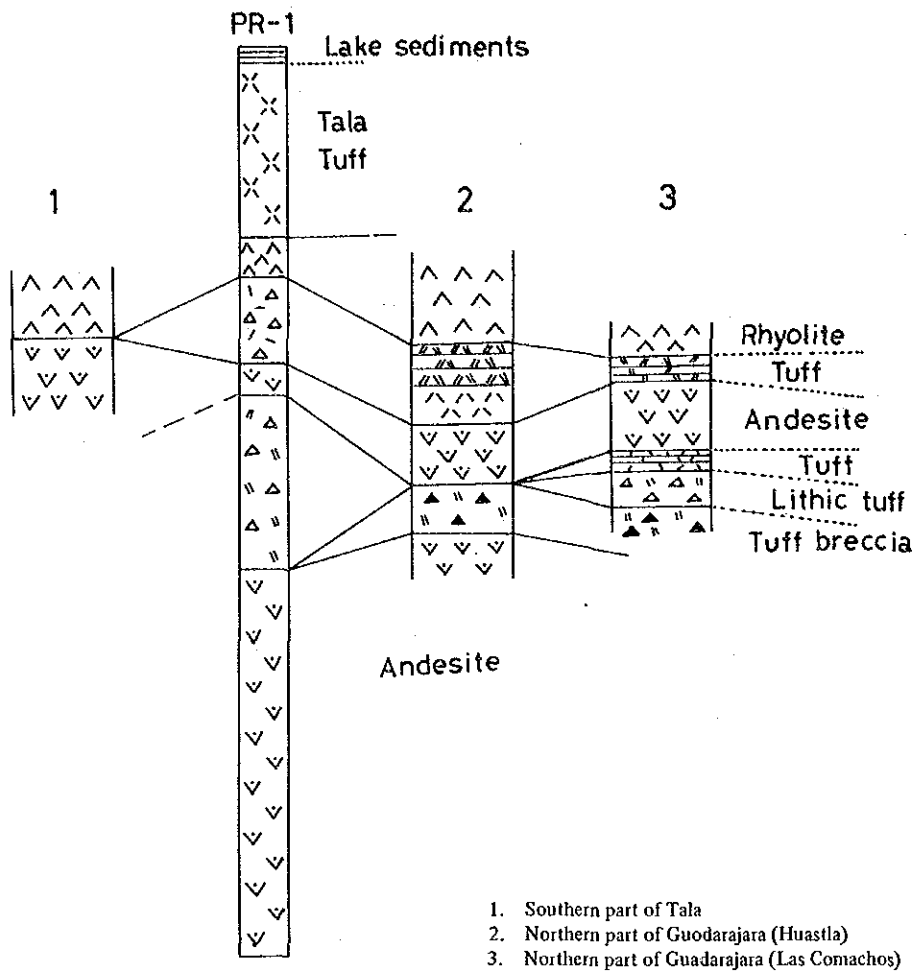 PR-1
Lake sediments
Tala
Tuff
1
2
3
Rhyolite
Tuff
Andesite
Tuff
Lithic tuff
Tuff breccia
Andesite
1. Southern part of Tala
2. Northern part of Guodarajara (Huastla)
3. Northern part of Guadarajara (Las Comachos)